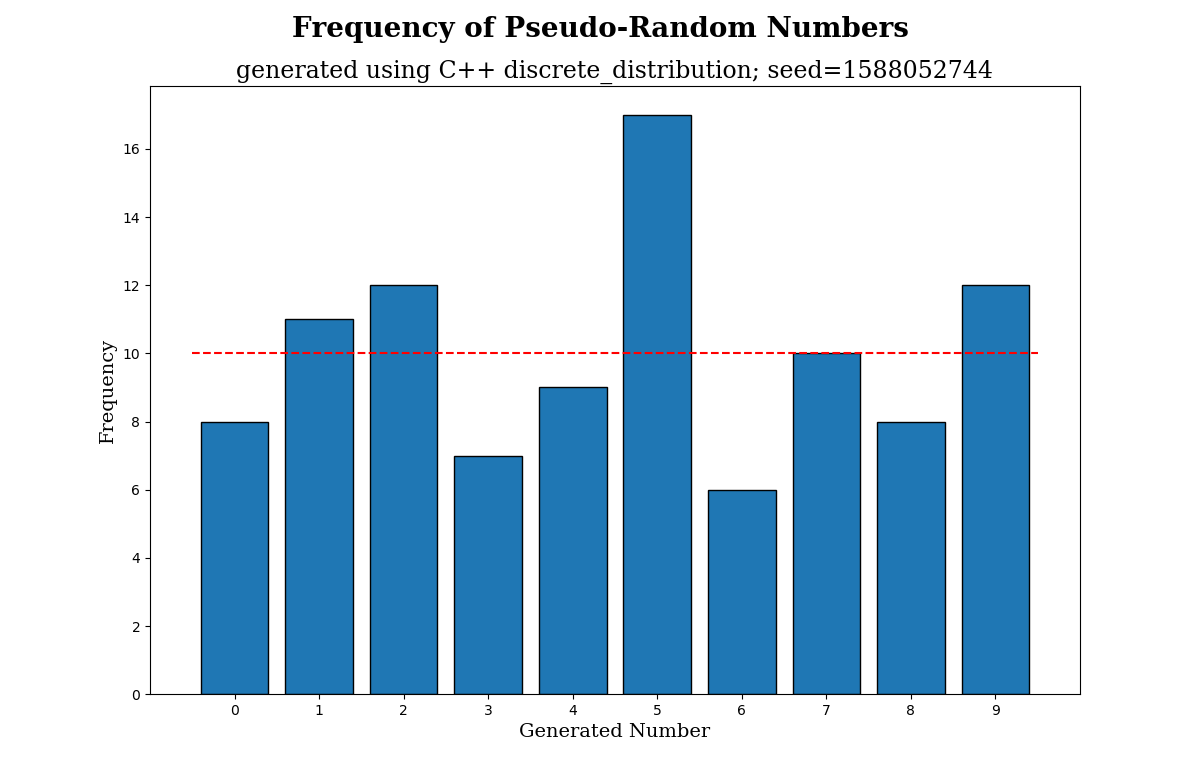 Frequency of Pseudo-Random Numbers
generated using C++ discrete_distribution; seed=1588052744
Frequency
16
14
12
10
8
6
4
2
0
0 1 2 3 4 5 6 7 8 9
Generated Number